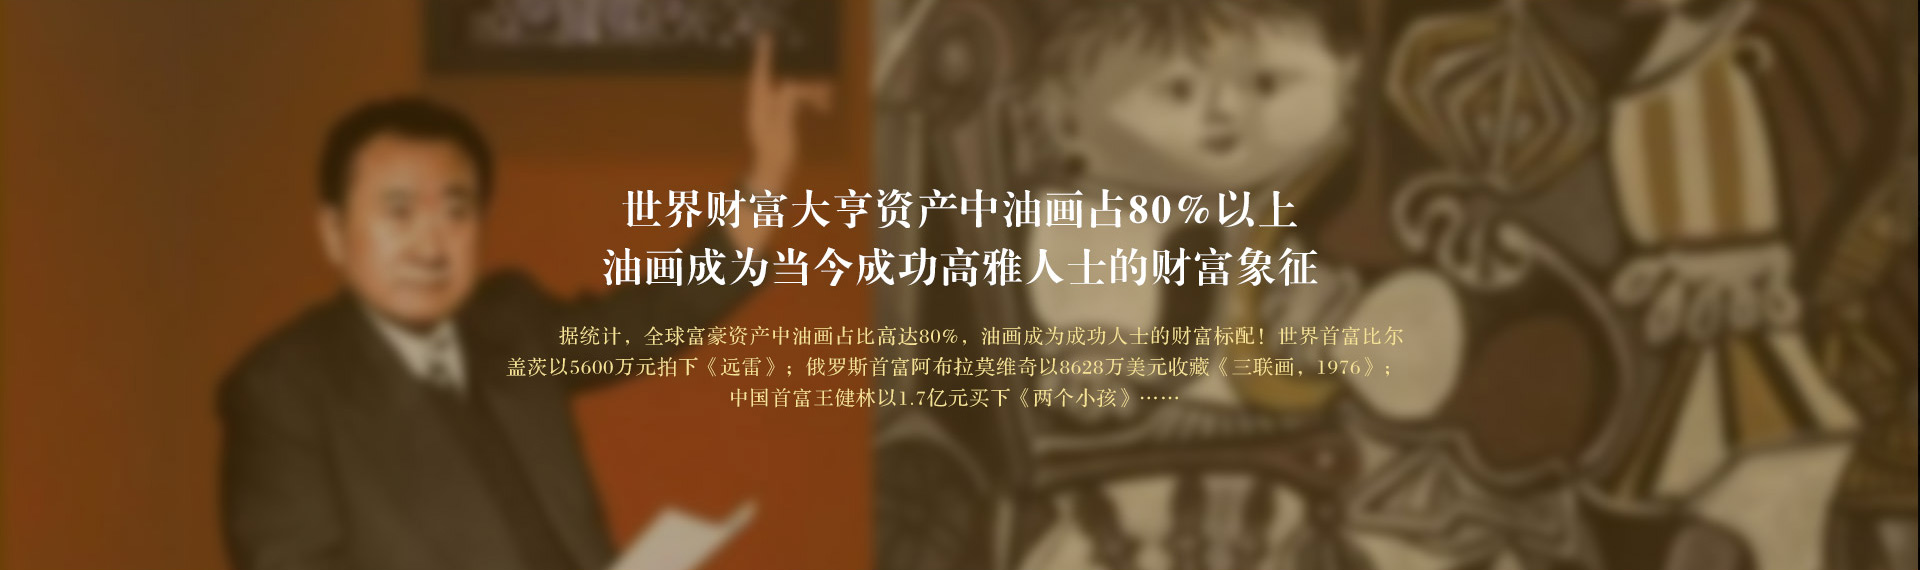 世界财富大亨资产中油画占80%以上
油画成为当今成功高雅人士的财富象征
据统计，全球富豪资产中油画占比高达80%，油画成为成功人士的财富标配！世界首富比尔
盖茨以5600万元拍下《远雷》；俄罗斯首富阿布拉莫维奇以8628万美元收藏《三联画，1976》；
中国首富王健林以1.7亿元买下《两个小孩》……